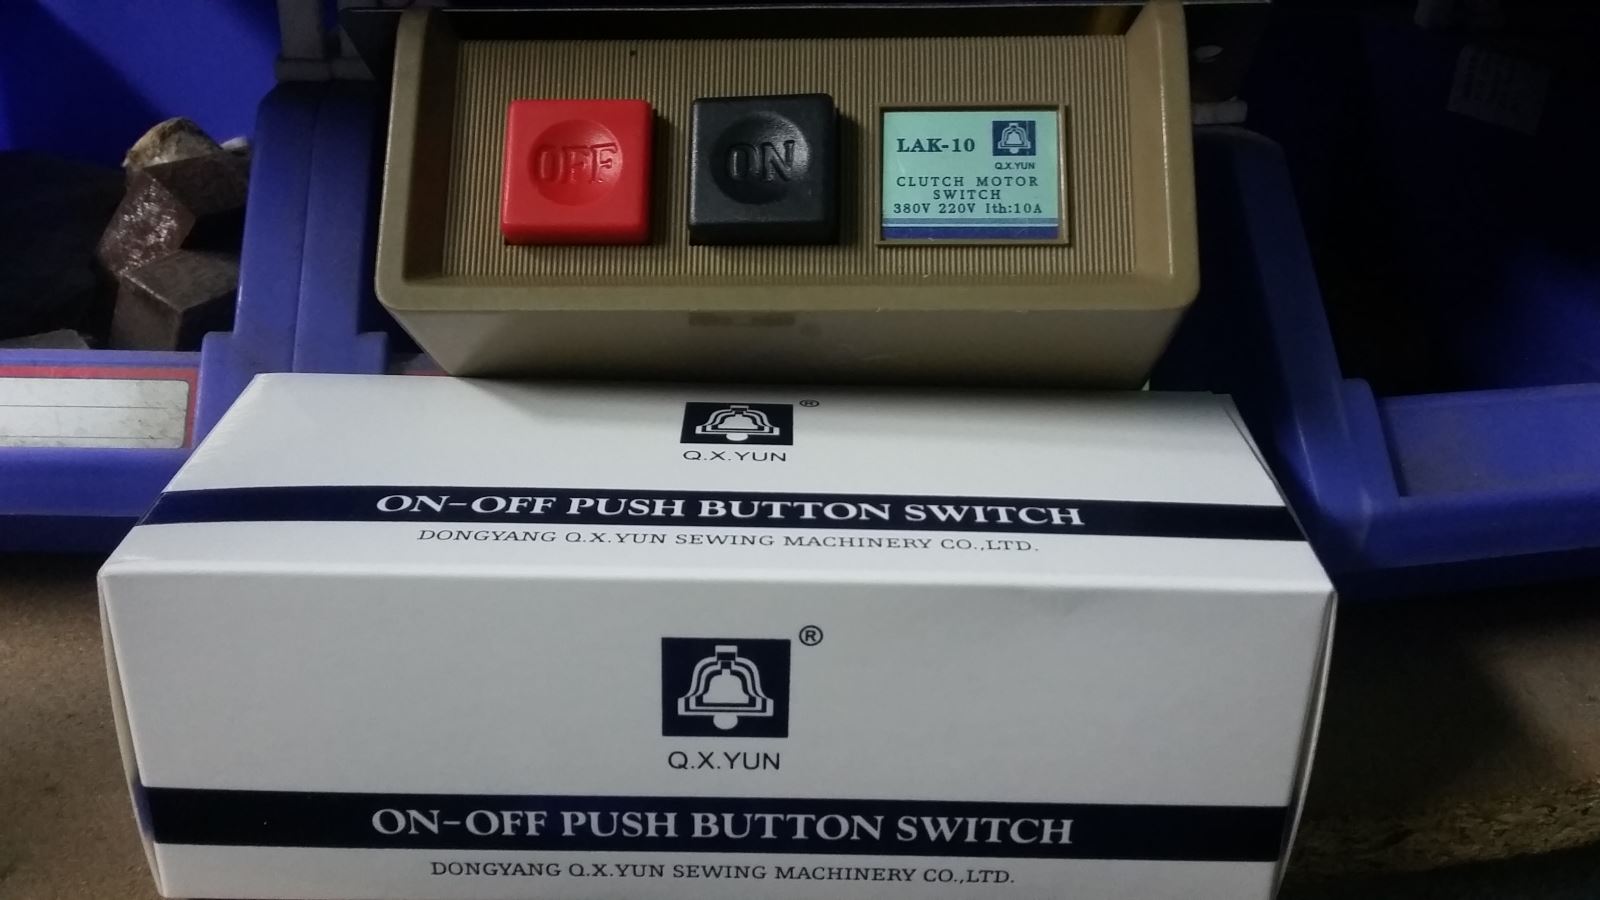 OFF
ON
LAK-10
Q.X.YUN
CLUTCH MOTOR
SWITCH
380V 220V Ith:10A
®
Q.X.YUN
ON-OFF PUSH BUTTON SWITCH
DONGYANG Q.X.YUN SEWING MACHINERY CO.,LTD.
®
Q.X.YUN
ON-OFF PUSH BUTTON SWITCH
DONGYANG Q.X.YUN SEWING MACHINERY CO.,LTD.